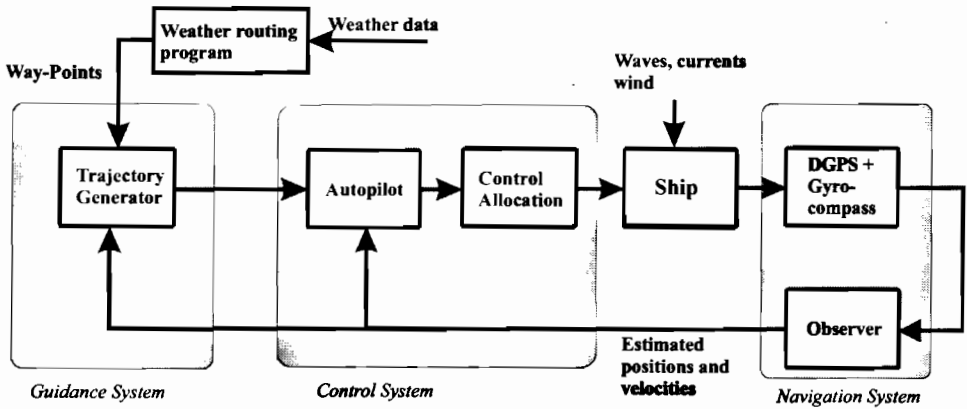 Weather routing
program
Weather data
Way-Points
Waves, currents
wind
Trajectory
Generator
Autopilot
Control
Allocation
Ship
DGPS +
Gyro-
compass
Observer
Estimated
positions and
velocities
Guidance System
Control System
Navigation System